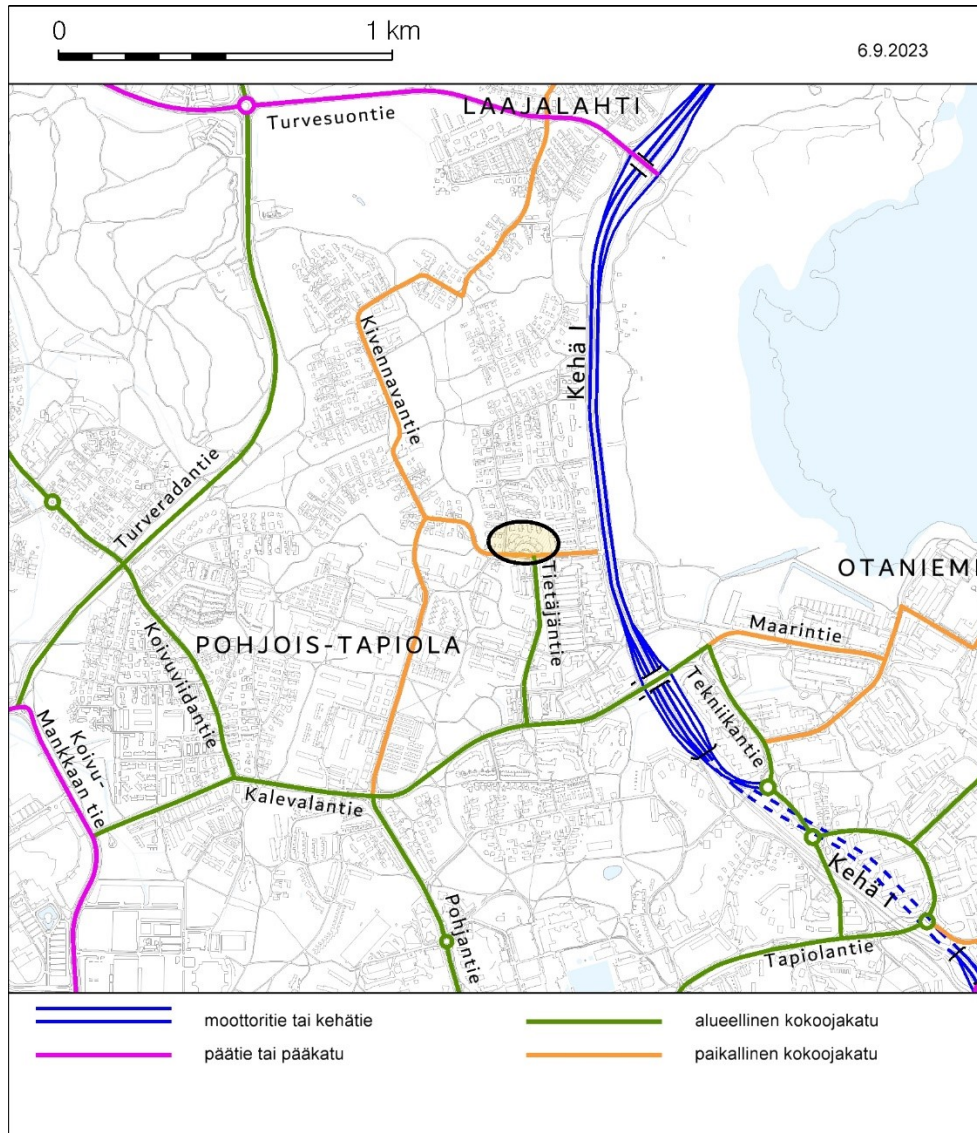 0 1 km
6.9.2023
LAAJALAHTI
Turvesuontie
Kivennavantie
Kehä I
Turveradantie
OTANIEMI
Tietäjäntie
Maarintie
POHJOIS-TAPIOLA
Koivuviidantie
Tekniikantie
Koivu-
Mankkaan tie
Kalevalantie
Kehä I
Pohjantie
Tapiolantie
moottoritie tai kehätie
alueellinen kokoojakatu
päätie tai pääkatu
paikallinen kokoojakatu